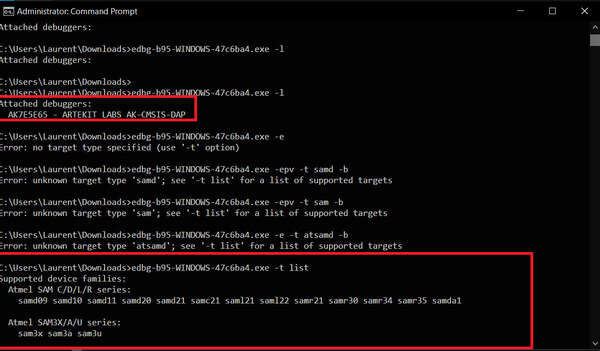 Administrator: Command Prompt
Attached debuggers:
C:\Users\Laurent\Downloads>edbg-b95-WINDOWS-47c6ba4.exe -l
Attached debuggers:
C:\Users\Laurent\Downloads>
C:\Users\Laurent\Downloads>edbg-b95-WINDOWS-47c6ba4.exe -l
Attached debuggers:
AK7E5E65 - ARTEKIT LABS AK-CMSIS-DAP
C:\Users\Laurent\Downloads>edbg-b95-WINDOWS-47c6ba4.exe -e
Error: no target type specified (use '-t' option)
C:\Users\Laurent\Downloads>edbg-b95-WINDOWS-47c6ba4.exe -epv -t samd -b
Error: unknown target type 'samd'; see '-t list' for a list of supported targets
C:\Users\Laurent\Downloads>edbg-b95-WINDOWS-47c6ba4.exe -epv -t sam -b
Error: unknown target type 'sam'; see '-t list' for a list of supported targets
C:\Users\Laurent\Downloads>edbg-b95-WINDOWS-47c6ba4.exe -e -t atsamd -b
Error: unknown target type 'atsamd'; see '-t list' for a list of supported targets
C:\Users\Laurent\Downloads>edbg-b95-WINDOWS-47c6ba4.exe -t list
Supported device families:
Atmel SAM C/D/L/R series:
samd09 samd10 samd11 samd20 samd21 samc21 saml21 saml22 samr21 samr30 samr34 samr35 samda1
Atmel SAM3X/A/U series:
sam3x sam3a sam3u